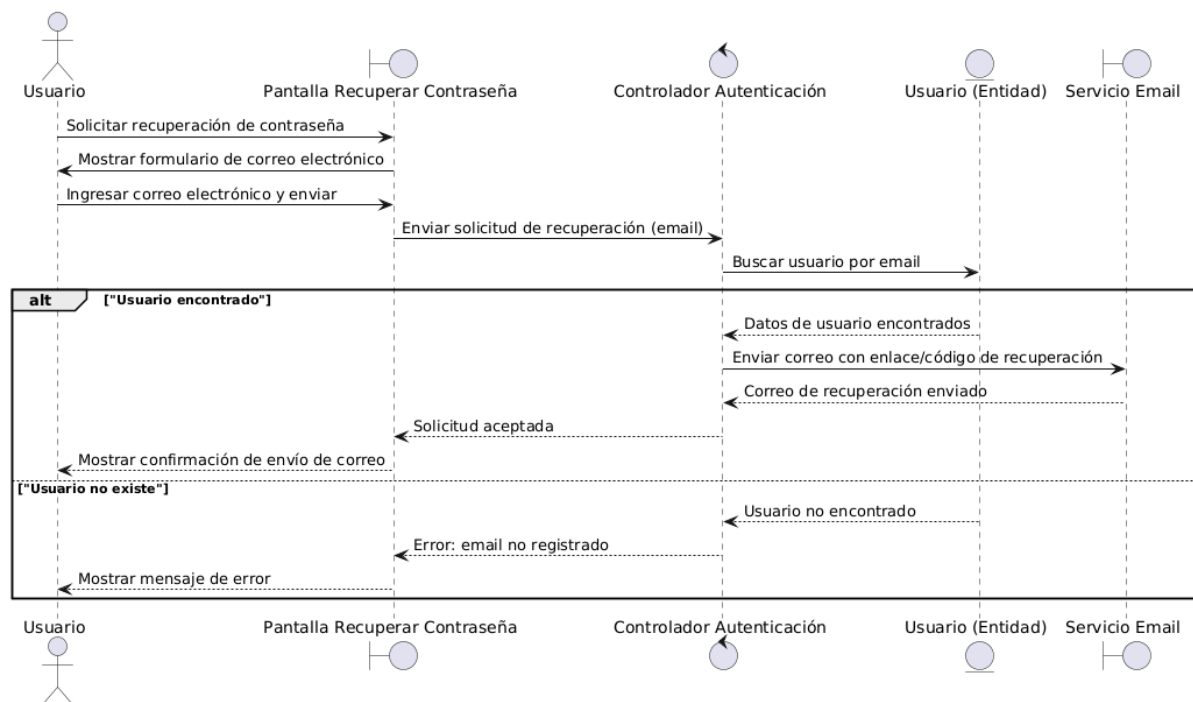 Usuario
Pantalla Recuperar Contraseña
Controlador Autenticación
Usuario (Entidad)
Servicio Email
Solicitar recuperación de contraseña
Mostrar formulario de correo electrónico
Ingresar correo electrónico y enviar
Enviar solicitud de recuperación (email)
Buscar usuario por email
alt
["Usuario encontrado"]
Datos de usuario encontrados
Enviar correo con enlace/código de recuperación
Correo de recuperación enviado
Solicitud aceptada
Mostrar confirmación de envío de correo
["Usuario no existe"]
Usuario no encontrado
Error: email no registrado
Mostrar mensaje de error
Usuario
Pantalla Recuperar Contraseña
Controlador Autenticación
Usuario (Entidad)
Servicio Email